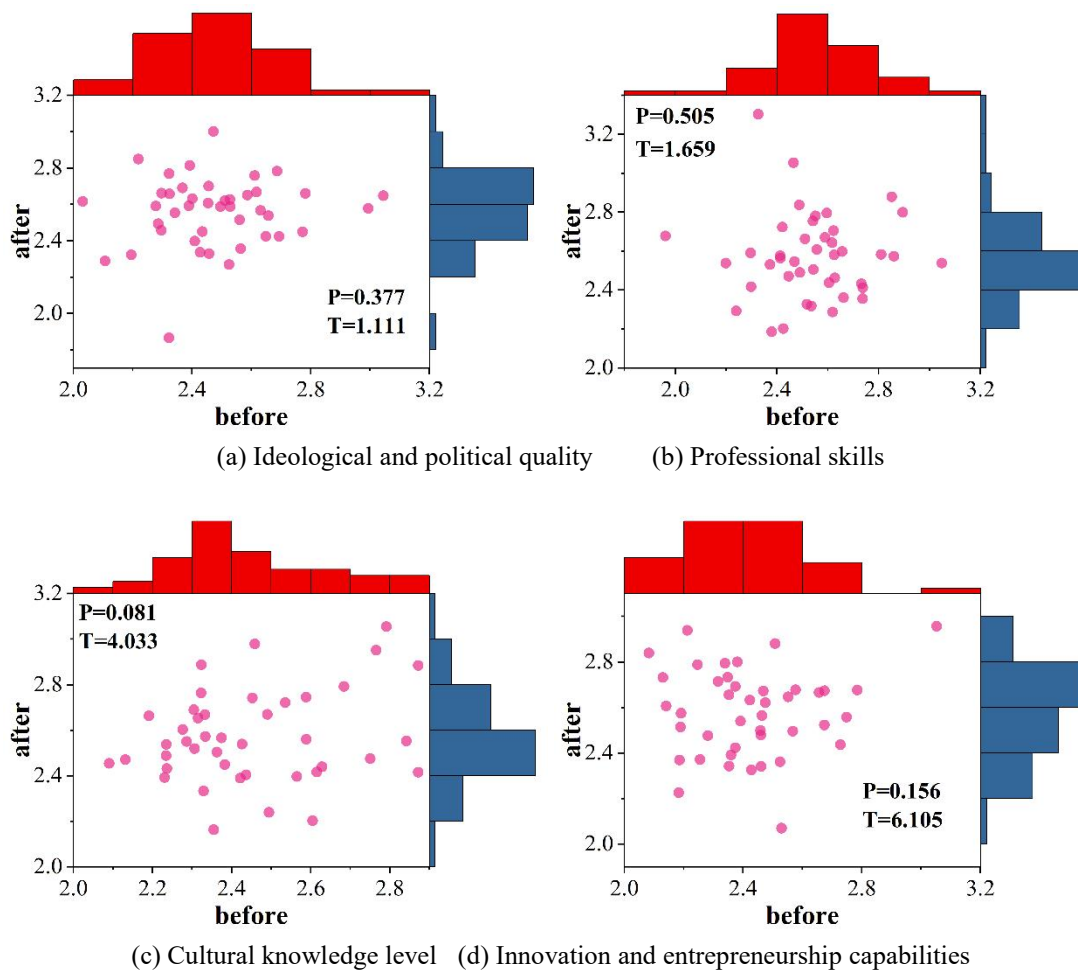 3.2
2.8
2.4
2.0
after
P=0.377
T=1.111
2.0 2.4 2.8 3.2
before
3.2
2.8
2.4
2.0
after
P=0.505
T=1.659
2.0 2.4 2.8 3.2
before
(a) Ideological and political quality (b) Professional skills
3.2
2.8
2.4
2.0
after
P=0.081
T=4.033
2.0 2.2 2.4 2.6 2.8
before
2.8
2.4
2.0
after
P=0.156
T=6.105
2.0 2.4 2.8 3.2
before
(c) Cultural knowledge level (d) Innovation and entrepreneurship capabilities